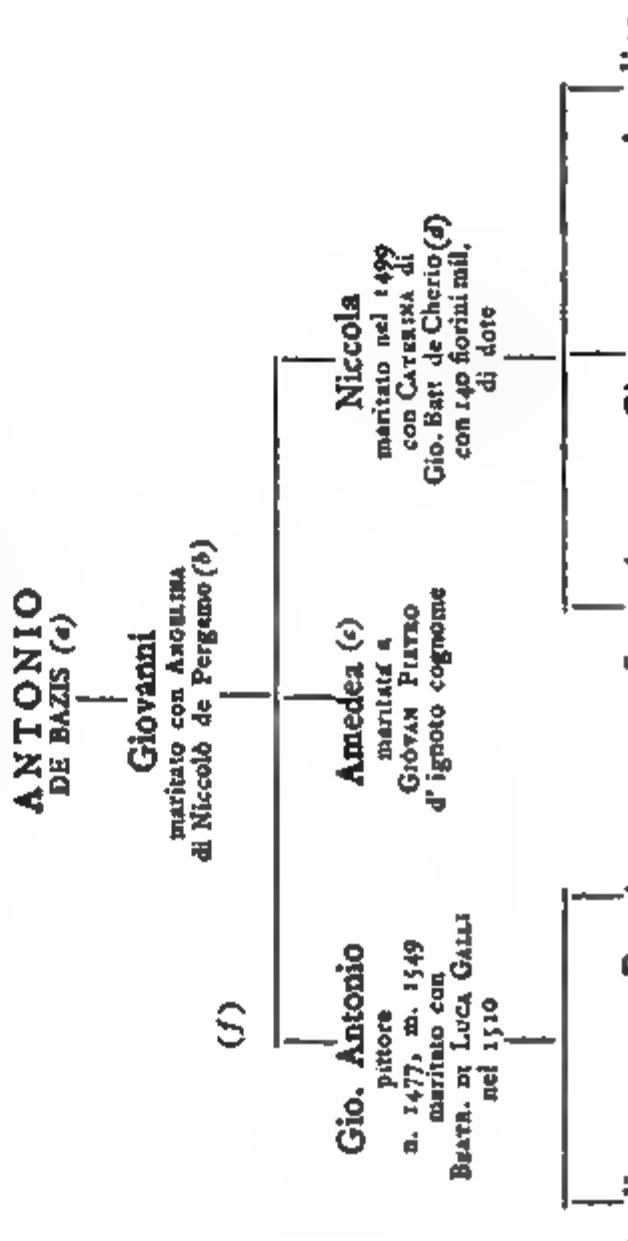 ANTONIO
DE BAZIS (a)
Giovanni
maritato con ANGELINA
di Niccolò de Pergamo (b)
(f)
Gio. Antonio
pittore
n. 1477, m. 1549
maritato con
BEATR. DI LUCA GALLI
nel 1510
Amedea (c)
maritata a
GIOVAN PIETRO
d'ignoto cognome
Niccola
maritato nel 1499
con CATERINA di
Gio. Batt de Cherio (d)
con 140 fiorini mil.
di dote